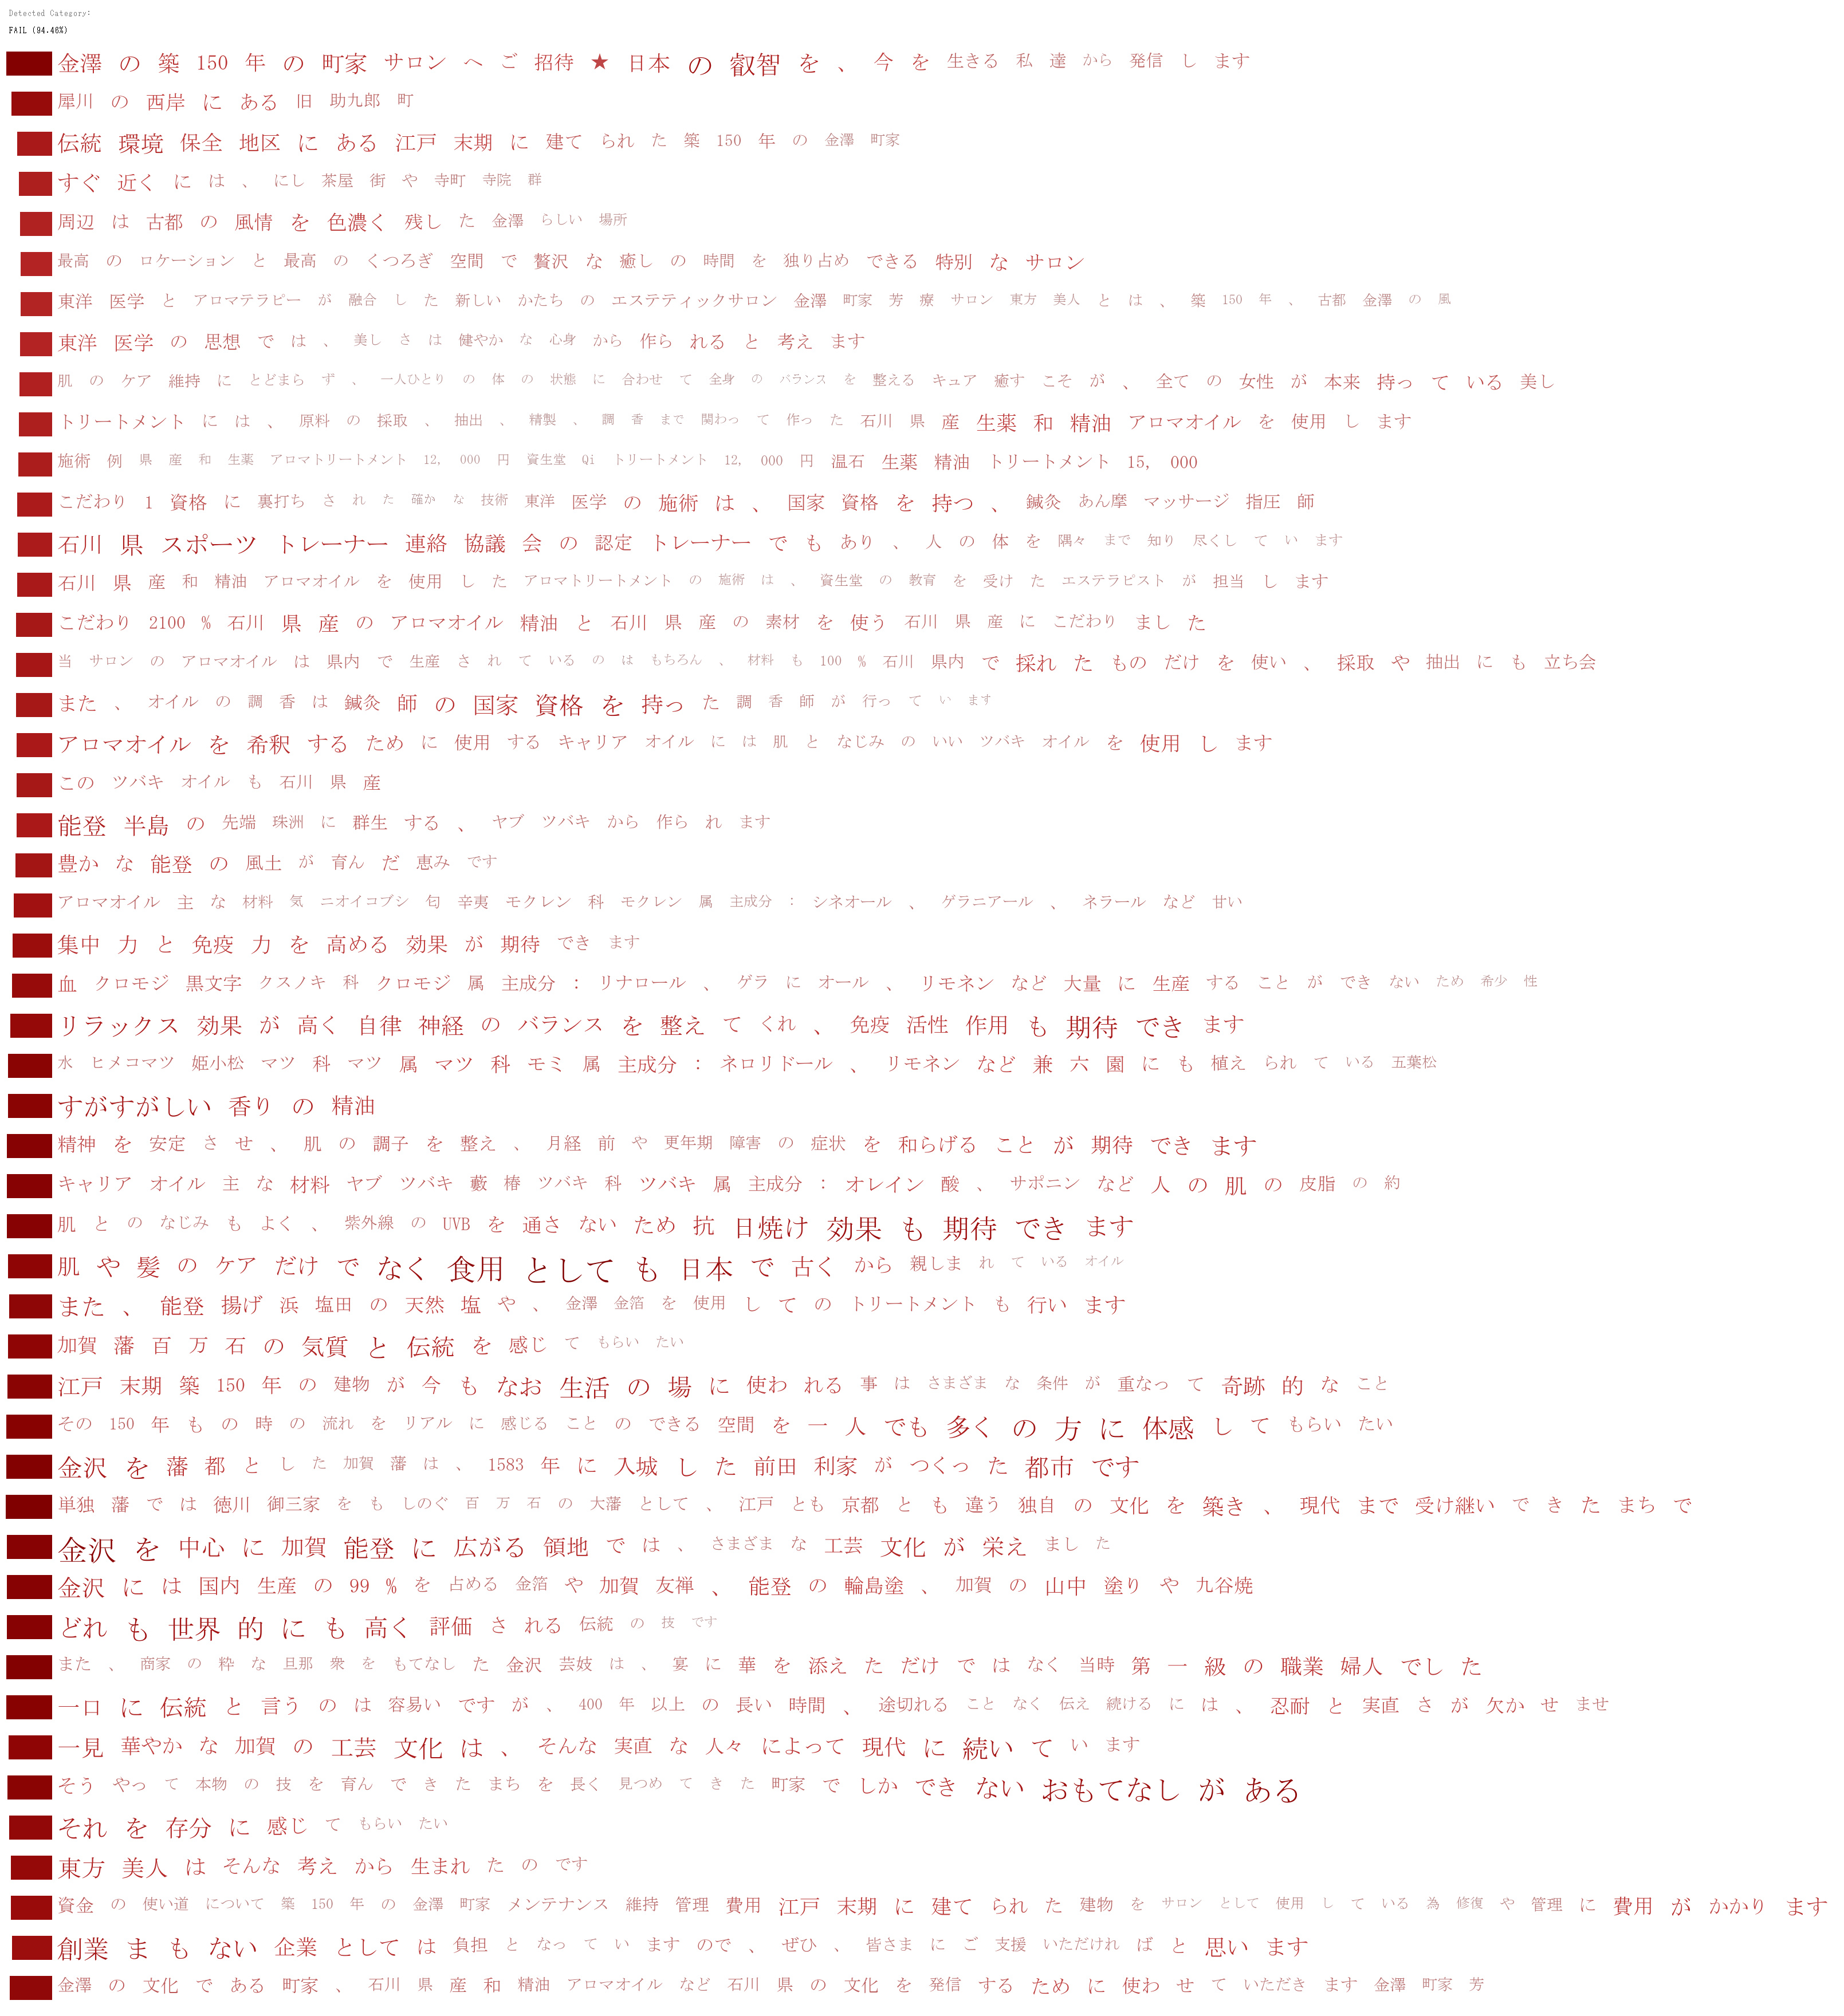 Detected Category:
FAIL (94.46%)
金澤 の 築 150 年 の 町家 サロン へ ご 招待 ★ 日本 の 叡智 を 、 今 を 生きる 私 達 から 発信 し ます
犀川 の 西岸 に ある 旧 助九郎 町
伝統 環境 保全 地区 に ある 江戸 末期 に 建て られ た 築 150 年 の 金澤 町家
すぐ 近く に は 、 にし 茶屋 街 や 寺町 寺院 群
周辺 は 古都 の 風情 を 色濃く 残し た 金澤 らしい 場所
最高 の ロケーション と 最高 の くつろぎ 空間 で 贅沢 な 癒し の 時間 を 独り占め できる 特別 な サロン
東洋 医学 と アロマテラピー が 融合 し た 新しい かたち の エステティックサロン 金澤 町家 芳 療 サロン 東方 美人 と は 、 築 150 年 、 古都 金澤 の 風
東洋 医学 の 思想 で は 、 美し さ は 健やか な 心身 から 作ら れる と 考え ます
肌 の ケア 維持 に とどまら ず 、 一人ひとり の 体 の 状態 に 合わせ て 全身 の バランス を 整える キュア 癒す こそ が 、 全て の 女性 が 本来 持っ て いる 美し
トリートメント に は 、 原料 の 採取 、 抽出 、 精製 、 調 香 まで 関わっ て 作っ た 石川 県 産 生薬 和 精油 アロマオイル を 使用 し ます
施術 例 県 産 和 生薬 アロマトリートメント 12, 000 円 資生堂 Qi トリートメント 12, 000 円 温石 生薬 精油 トリートメント 15, 000
こだわり 1 資格 に 裏打ち さ れ た 確か な 技術 東洋 医学 の 施術 は 、 国家 資格 を 持つ 、 鍼灸 あん摩 マッサージ 指圧 師
石川 県 スポーツ トレーナー 連絡 協議 会 の 認定 トレーナー で も あり 、 人 の 体 を 隅々 まで 知り 尽くし て い ます
石川 県 産 和 精油 アロマオイル を 使用 し た アロマトリートメント の 施術 は 、 資生堂 の 教育 を 受け た エステラピスト が 担当 し ます
こだわり 2100 % 石川 県 産 の アロマオイル 精油 と 石川 県 産 の 素材 を 使う 石川 県 産 に こだわり まし た
当 サロン の アロマオイル は 県内 で 生産 さ れ て いる の は もちろん 、 材料 も 100 % 石川 県内 で 採れ た もの だけ を 使い 、 採取 や 抽出 に も 立ち会
また 、 オイル の 調 香 は 鍼灸 師 の 国家 資格 を 持っ た 調 香 師 が 行っ て い ます
アロマオイル を 希釈 する ため に 使用 する キャリア オイル に は 肌 と なじみ の いい ツバキ オイル を 使用 し ます
この ツバキ オイル も 石川 県 産
能登 半島 の 先端 珠洲 に 群生 する 、 ヤブ ツバキ から 作ら れ ます
豊か な 能登 の 風土 が 育ん だ 恵み です
アロマオイル 主 な 材料 気 ニオイコブシ 匂 辛夷 モクレン 科 モクレン 属 主成分 : シネオール 、 ゲラニアール 、 ネラール など 甘い
集中 力 と 免疫 力 を 高める 効果 が 期待 でき ます
血 クロモジ 黒文字 クスノキ 科 クロモジ 属 主成分 : リナロール 、 ゲラ に オール 、 リモネン など 大量 に 生産 する こと が でき ない ため 希少 性
リラックス 効果 が 高く 自律 神経 の バランス を 整え て くれ 、 免疫 活性 作用 も 期待 でき ます
水 ヒメコマツ 姫小松 マツ 科 マツ 属 マツ 科 モミ 属 主成分 : ネロリドール 、 リモネン など 兼 六 園 に も 植え られ て いる 五葉松
すがすがしい 香り の 精油
精神 を 安定 さ せ 、 肌 の 調子 を 整え 、 月経 前 や 更年期 障害 の 症状 を 和らげる こと が 期待 でき ます
キャリア オイル 主 な 材料 ヤブ ツバキ 藪 椿 ツバキ 科 ツバキ 属 主成分 : オレイン 酸 、 サポニン など 人 の 肌 の 皮脂 の 約
肌 と の なじみ も よく 、 紫外線 の UVB を 通さ ない ため 抗 日焼け 効果 も 期待 でき ます
肌 や 髪 の ケア だけ で なく 食用 として も 日本 で 古く から 親しま れ て いる オイル
また 、 能登 揚げ 浜 塩田 の 天然 塩 や 、 金澤 金箔 を 使用 し て の トリートメント も 行い ます
加賀 藩 百 万 石 の 気質 と 伝統 を 感じ て もらい たい
江戸 末期 築 150 年 の 建物 が 今 も なお 生活 の 場 に 使わ れる 事 は さまざま な 条件 が 重なっ て 奇跡 的 な こと
その 150 年 も の 時 の 流れ を リアル に 感じる こと の できる 空間 を 一 人 でも 多く の 方 に 体感 し て もらい たい
金沢 を 藩 都 と し た 加賀 藩 は 、 1583 年 に 入城 し た 前田 利家 が つくっ た 都市 です
単独 藩 で は 徳川 御三家 を も しのぐ 百 万 石 の 大藩 として 、 江戸 とも 京都 と も 違う 独自 の 文化 を 築き 、 現代 まで 受け継い で き た まち で
金沢 を 中心 に 加賀 能登 に 広がる 領地 で は 、 さまざま な 工芸 文化 が 栄え まし た
金沢 に は 国内 生産 の 99 % を 占める 金箔 や 加賀 友禅 、 能登 の 輪島塗 、 加賀 の 山中 塗り や 九谷焼
どれ も 世界 的 に も 高く 評価 さ れる 伝統 の 技 です
また 、 商家 の 粋 な 旦那 衆 を もてなし た 金沢 芸妓 は 、 宴 に 華 を 添え た だけ で は なく 当時 第 一 級 の 職業 婦人 でし た
一口 に 伝統 と 言う の は 容易い です が 、 400 年 以上 の 長い 時間 、 途切れる こと なく 伝え 続ける に は 、 忍耐 と 実直 さ が 欠か せ ませ
一見 華やか な 加賀 の 工芸 文化 は 、 そんな 実直 な 人々 によって 現代 に 続い て い ます
そう やっ て 本物 の 技 を 育ん で き た まち を 長く 見つめ て き た 町家 で しか でき ない おもてなし が ある
それ を 存分 に 感じ て もらい たい
東方 美人 は そんな 考え から 生まれ た の です
資金 の 使い道 について 築 150 年 の 金澤 町家 メンテナンス 維持 管理 費用 江戸 末期 に 建て られ た 建物 を サロン として 使用 し て いる 為 修復 や 管理 に 費用 が かかり ます
創業 ま も ない 企業 として は 負担 と なっ て い ます ので 、 ぜひ 、 皆さま に ご 支援 いただけれ ば と 思い ます
金澤 の 文化 で ある 町家 、 石川 県 産 和 精油 アロマオイル など 石川 県 の 文化 を 発信 する ため に 使わ せ て いただき ます 金澤 町家 芳